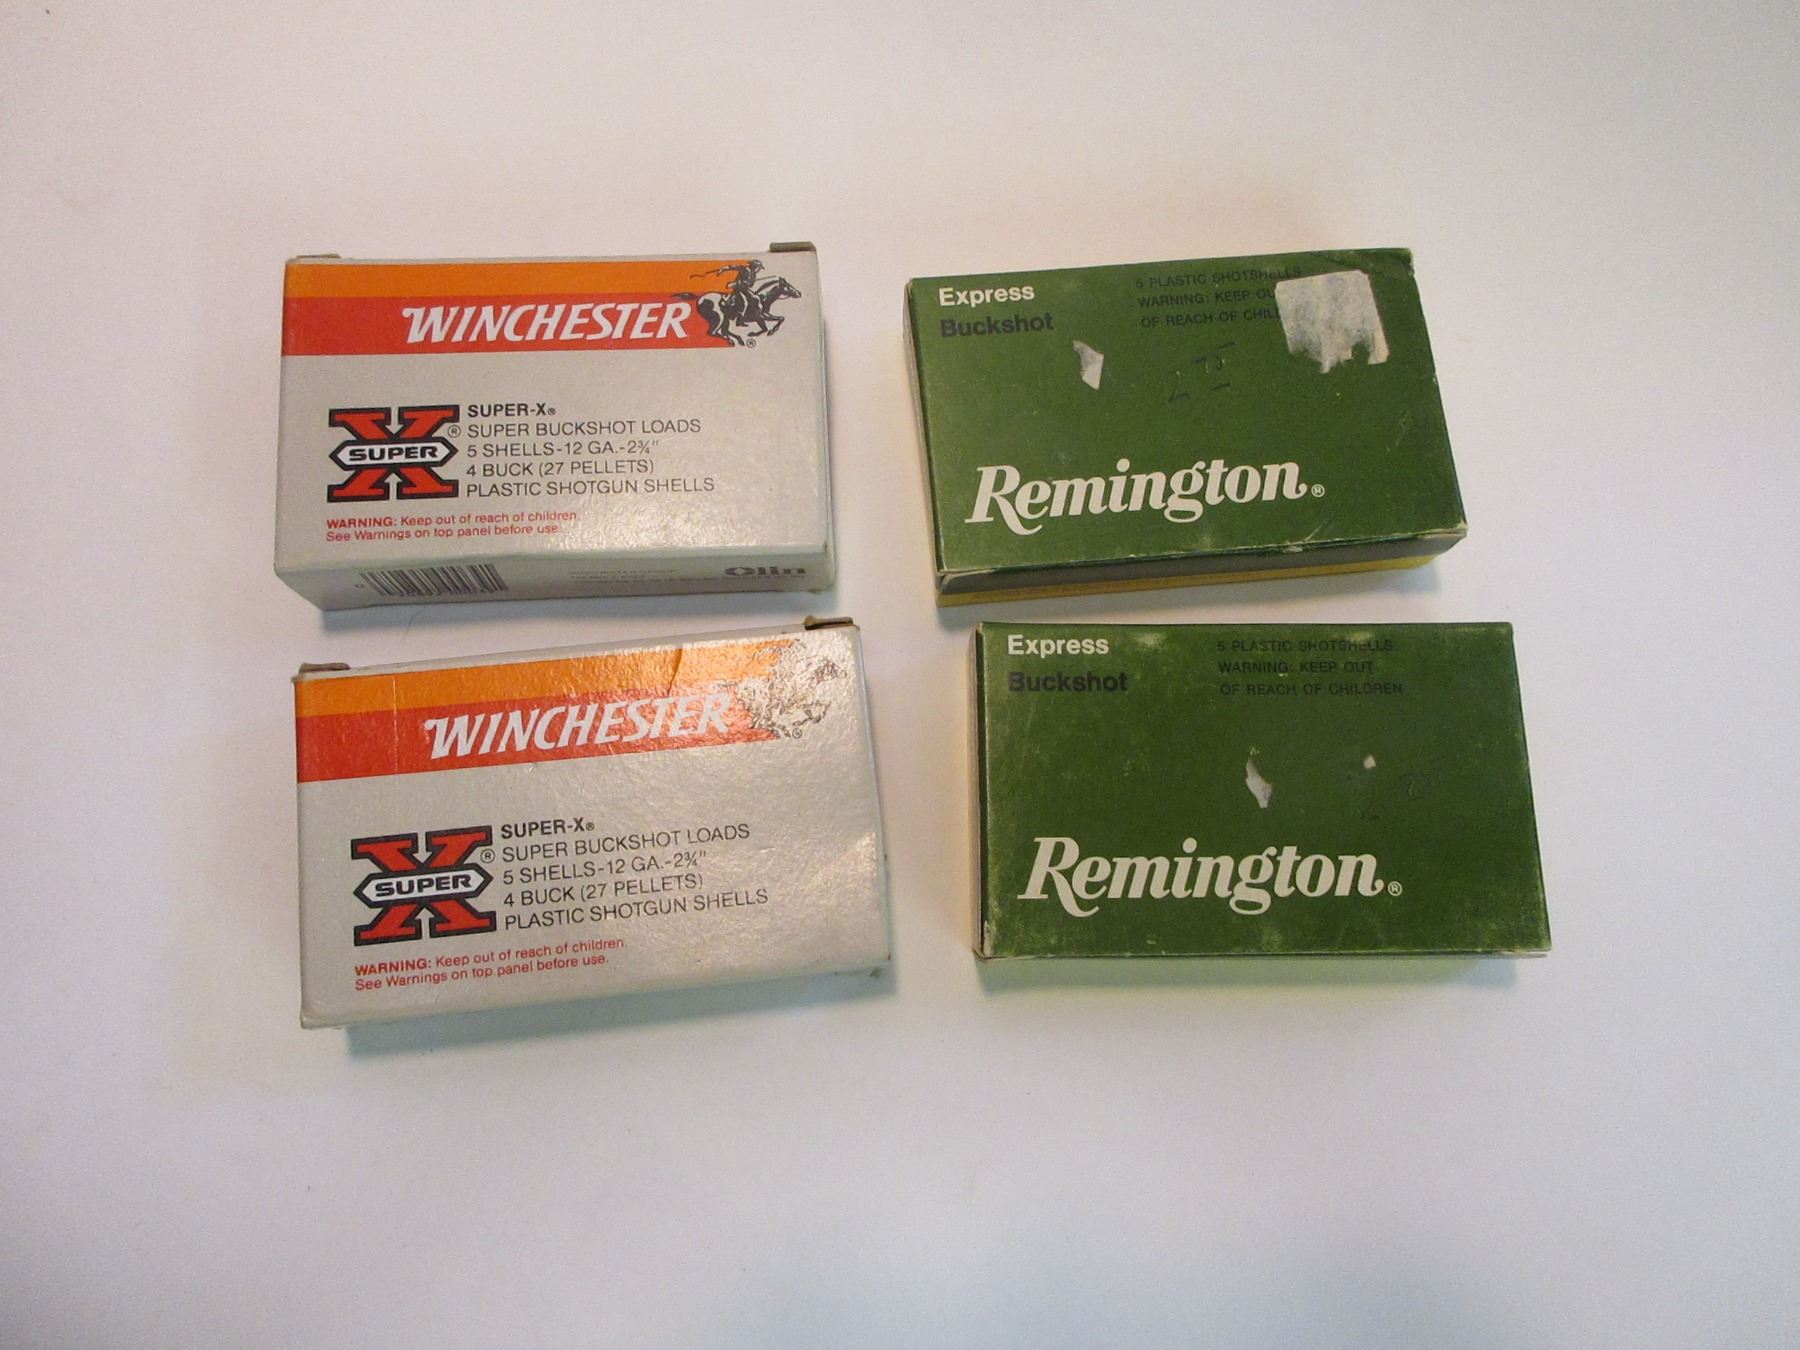 WINCHESTER®
SUPER®
SUPER-X®
SUPER BUCKSHOT LOADS
5 SHELLS-12 GA.-2¾"
4 BUCK (27 PELLETS)
PLASTIC SHOTGUN SHELLS
WARNING: Keep out of reach of children.
See Warnings on top panel before use.
Olin
Express
Buckshot
5 PLASTIC SHOTSHELLS
WARNING: KEEP
OF REACH OF
Remington®
WINCHESTER®
SUPER®
SUPER-X®
SUPER BUCKSHOT LOADS
5 SHELLS-12 GA.-2¾"
4 BUCK (27 PELLETS)
PLASTIC SHOTGUN SHELLS
WARNING: Keep out of reach of children.
See Warnings on top panel before use.
Express
Buckshot
5 PLASTIC SHOTSHELLS
WARNING: KEEP OUT
OF REACH OF CHILDREN
Remington®